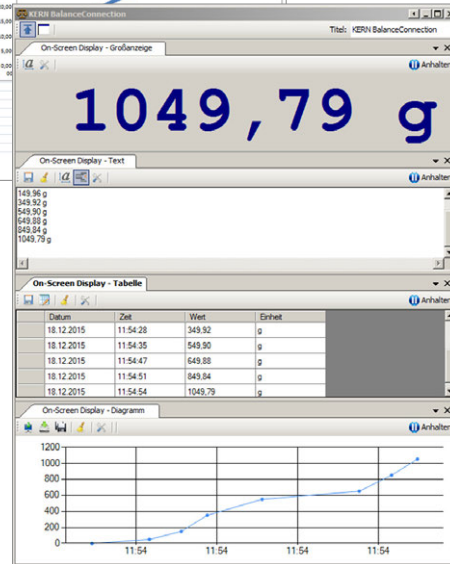 KERN BalanceConnection
Titel: KERN BalanceConnection
On-Screen Display - Großanzeige
Anhalten
1049,79 g
On-Screen Display - Text
Anhalten
149,96 g
349,92 g
549,90 g
649,88 g
849,84 g
1049,79 g
On-Screen Display - Tabelle
Anhalten
Datum Zeit Wert Einheit
18.12.2015 11:54:28 349,92 g
18.12.2015 11:54:35 549,90 g
18.12.2015 11:54:47 649,88 g
18.12.2015 11:54:51 849,84 g
18.12.2015 11:54:54 1049,79 g
On-Screen Display - Diagramm
Anhalten
1200
1000
800
600
400
200
0
11:54 11:54 11:54 11:54